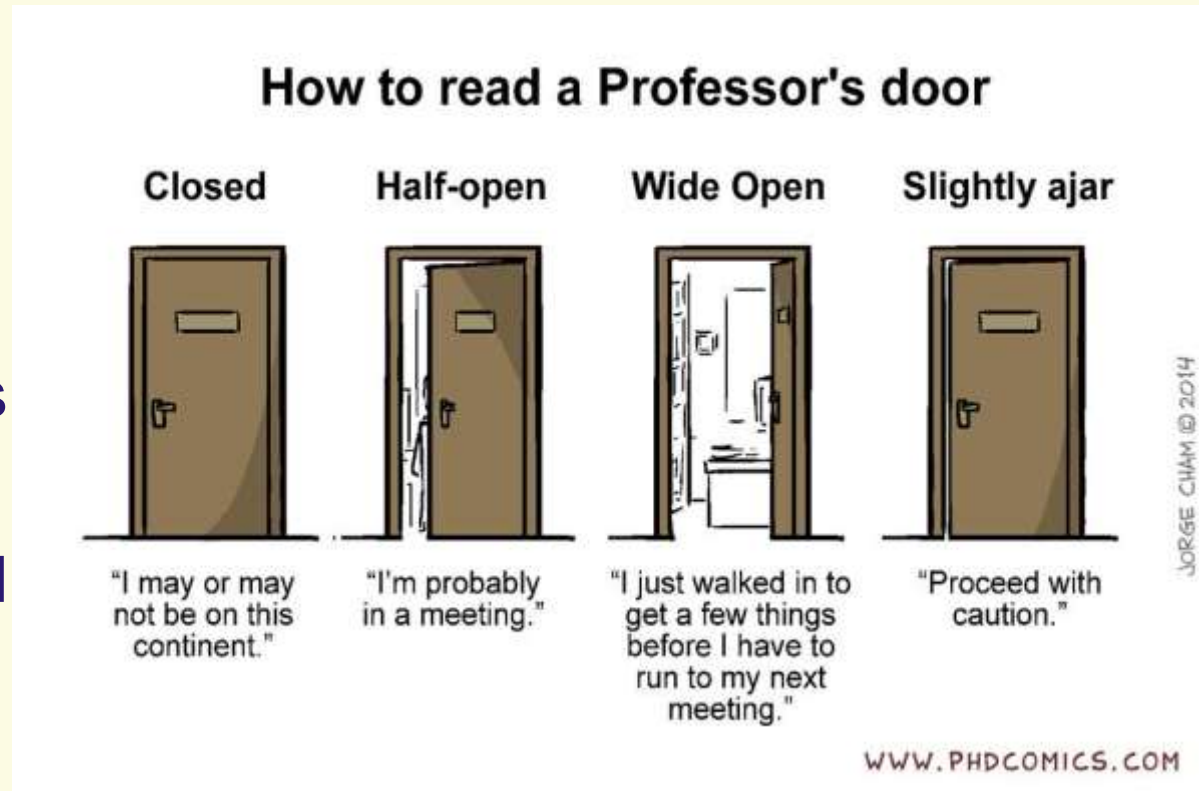 How to read a Professor's door
Closed
Half-open
Wide Open
Slightly ajar
"I may or may
not be on this
continent."
"I'm probably
in a meeting."
"I just walked in to
get a few things
before I have to
run to my next
meeting."
"Proceed with
caution."
JORGE CHAM © 2014
WWW.PHDCOMICS.COM
s